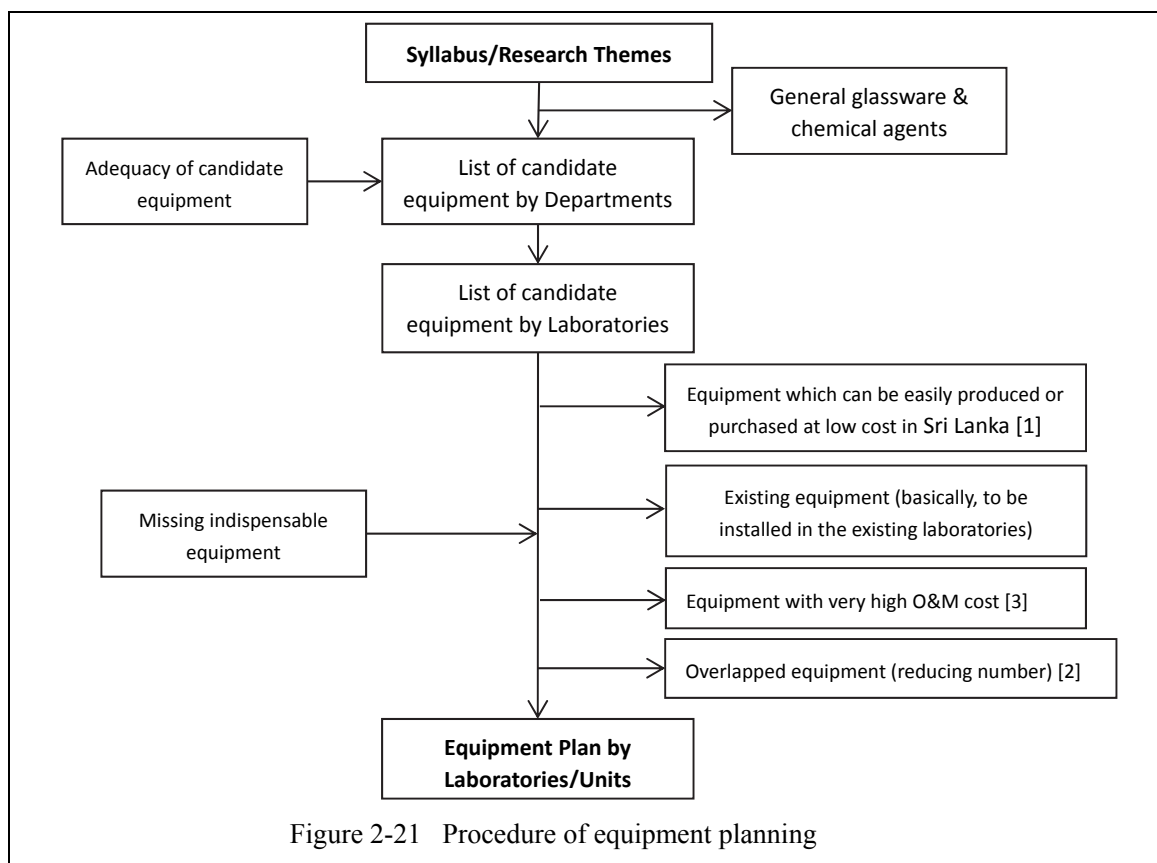 Syllabus/Research Themes
General glassware &
chemical agents
Adequacy of candidate
equipment
List of candidate
equipment by Departments
List of candidate
equipment by Laboratories
Equipment which can be easily produced or
purchased at low cost in Sri Lanka [1]
Missing indispensable
equipment
Existing equipment (basically, to be
installed in the existing laboratories)
Equipment with very high O&M cost [3]
Overlapped equipment (reducing number) [2]
Equipment Plan by
Laboratories/Units
Figure 2-21 Procedure of equipment planning